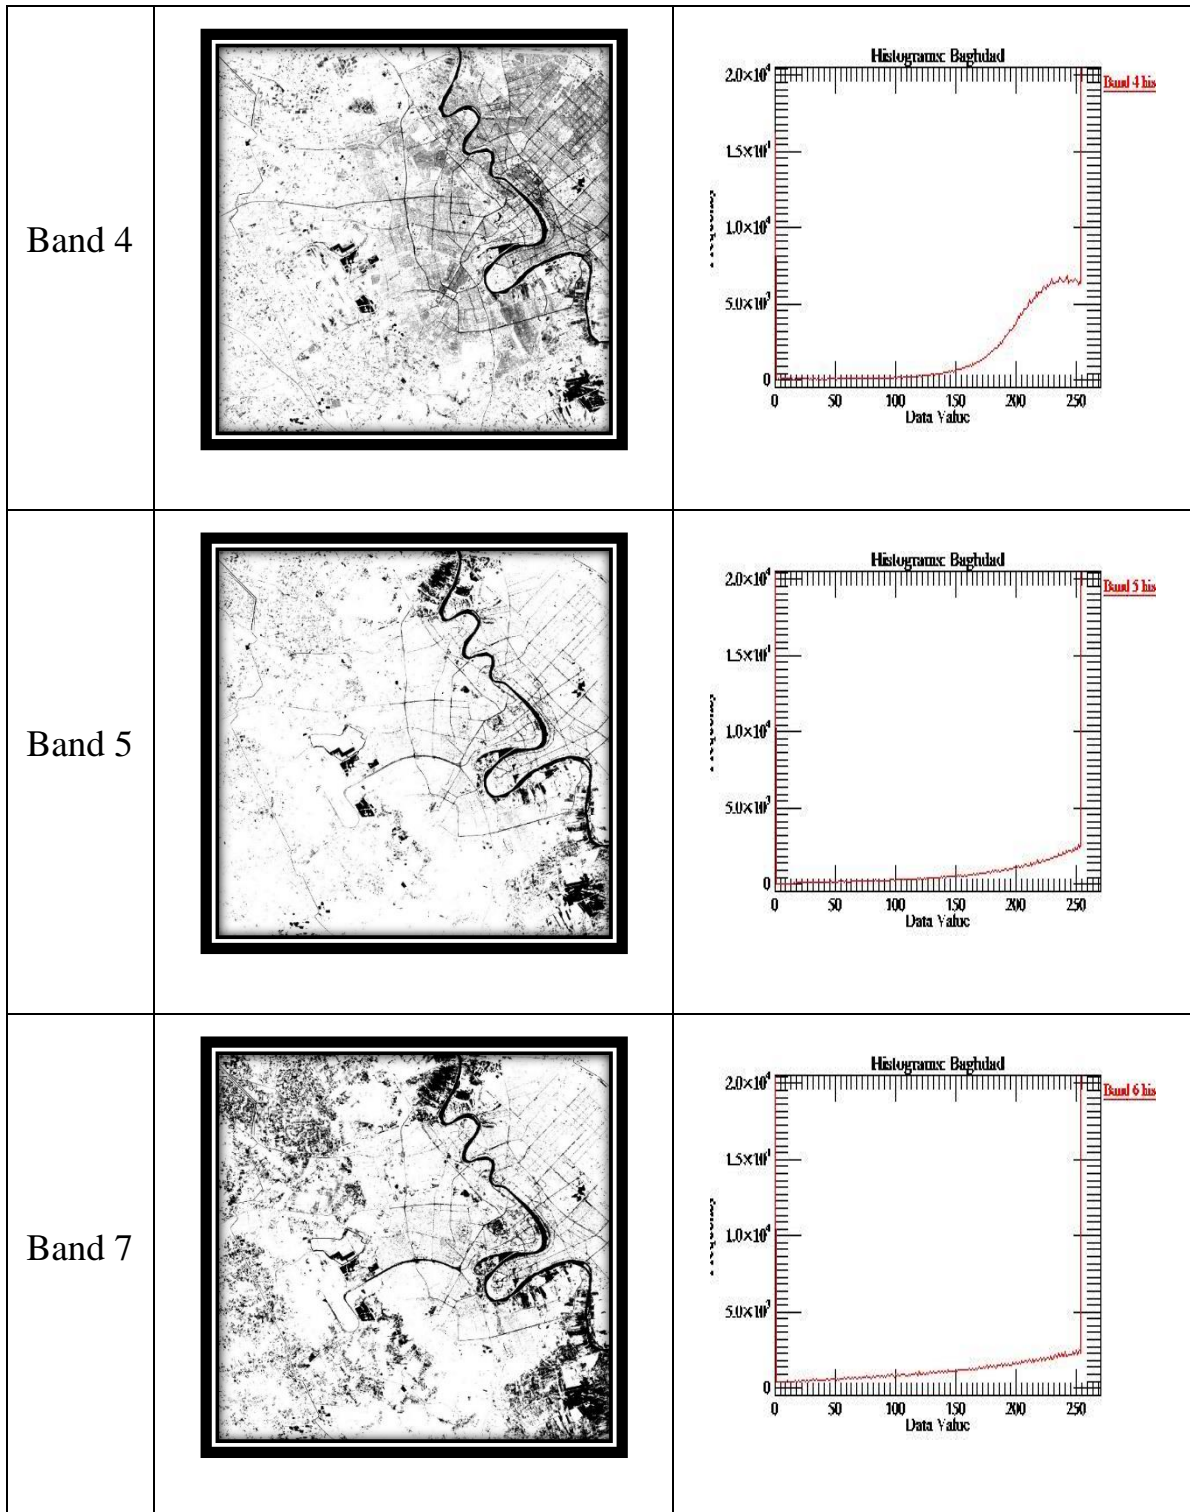 Band 4
Histograms: Baghdad
Band 4 his
2.0×10⁴
1.5×10⁴
1.0×10⁴
5.0×10³
0
0 50 100 150 200 250
Data Value
Band 5
Histograms: Baghdad
Band 5 his
2.0×10⁴
1.5×10⁴
1.0×10⁴
5.0×10³
0
0 50 100 150 200 250
Data Value
Band 7
Histograms: Baghdad
Band 6 his
2.0×10⁴
1.5×10⁴
1.0×10⁴
5.0×10³
0
0 50 100 150 200 250
Data Value